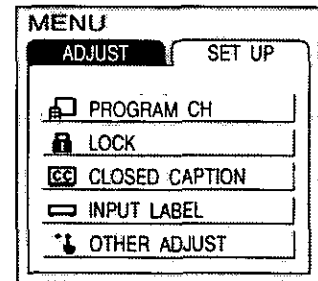 MENU
ADJUST SET UP
PROGRAM CH
LOCK
CC CLOSED CAPTION
INPUT LABEL
OTHER ADJUST